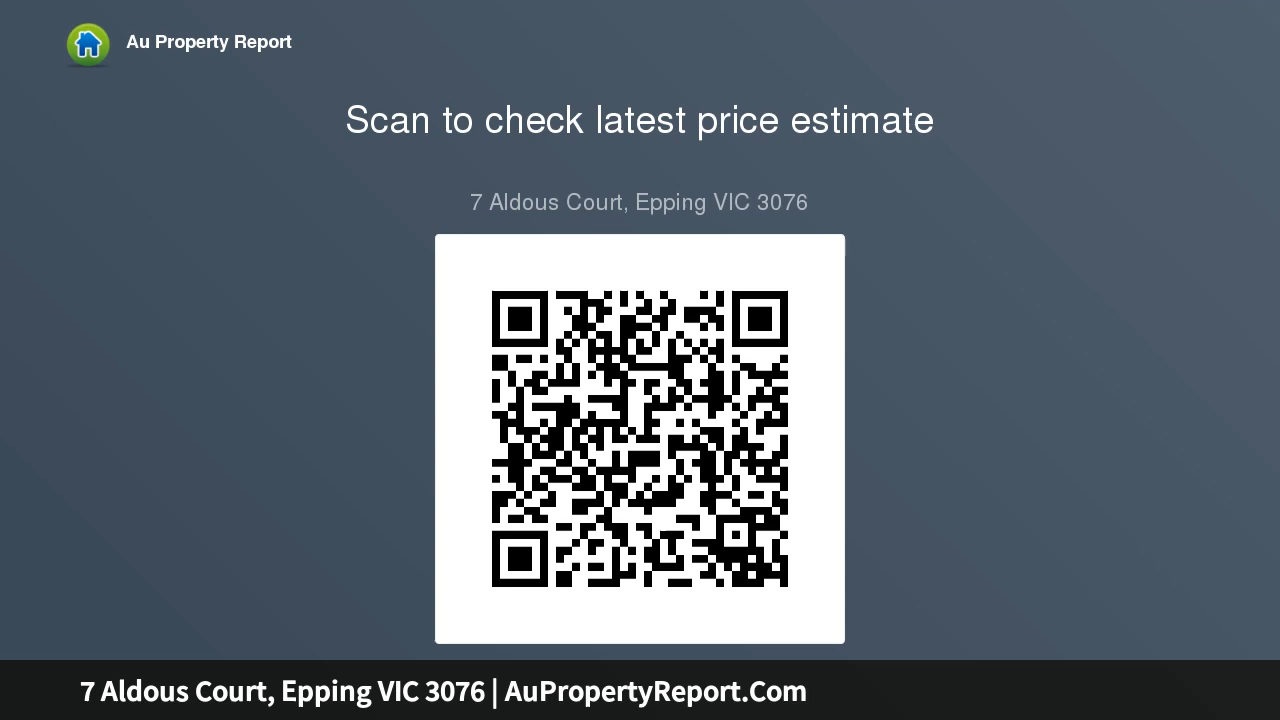 Au Property Report
Scan to check latest price estimate
7 Aldous Court, Epping VIC 3076
7 Aldous Court, Epping VIC 3076 | AuPropertyReport.Com